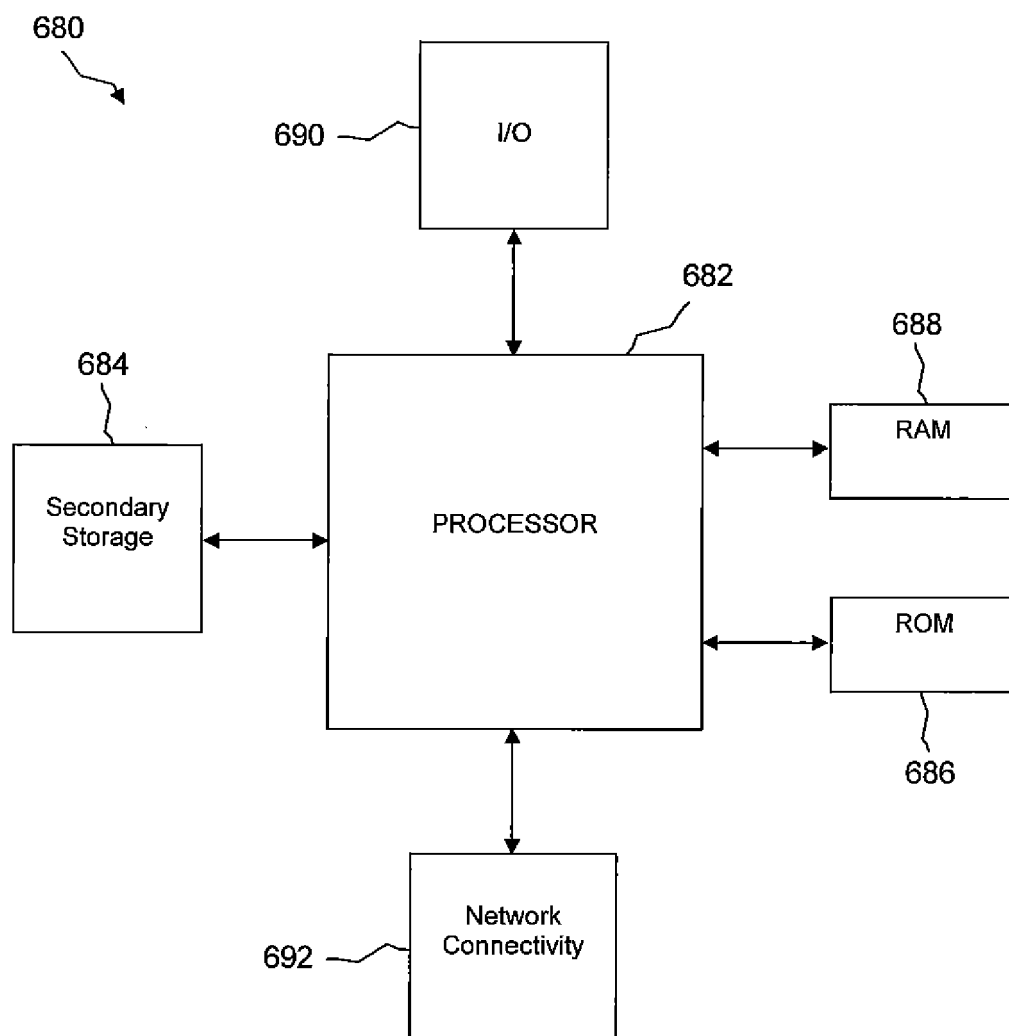 680
690
I/O
682
688
684
RAM
Secondary
Storage
PROCESSOR
ROM
686
Network
Connectivity
692